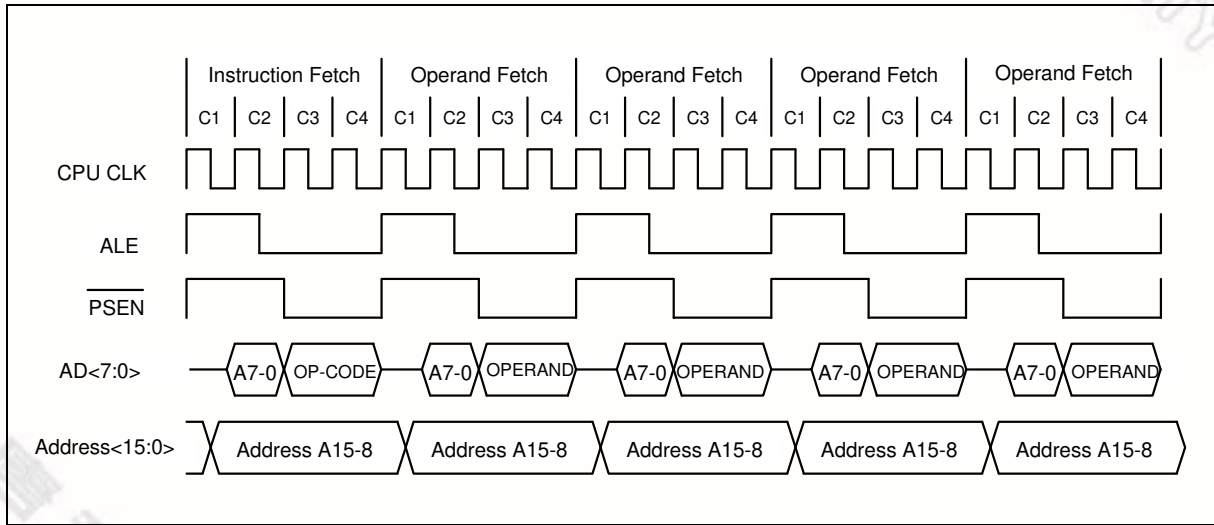 Instruction Fetch Operand Fetch Operand Fetch Operand Fetch Operand Fetch
C1 C2 C3 C4 C1 C2 C3 C4 C1 C2 C3 C4 C1 C2 C3 C4 C1 C2 C3 C4
CPU CLK
ALE
PSEN
AD<7:0> A7-0 OP-CODE A7-0 OPERAND A7-0 OPERAND A7-0 OPERAND A7-0 OPERAND
Address<15:0> Address A15-8 Address A15-8 Address A15-8 Address A15-8 Address A15-8